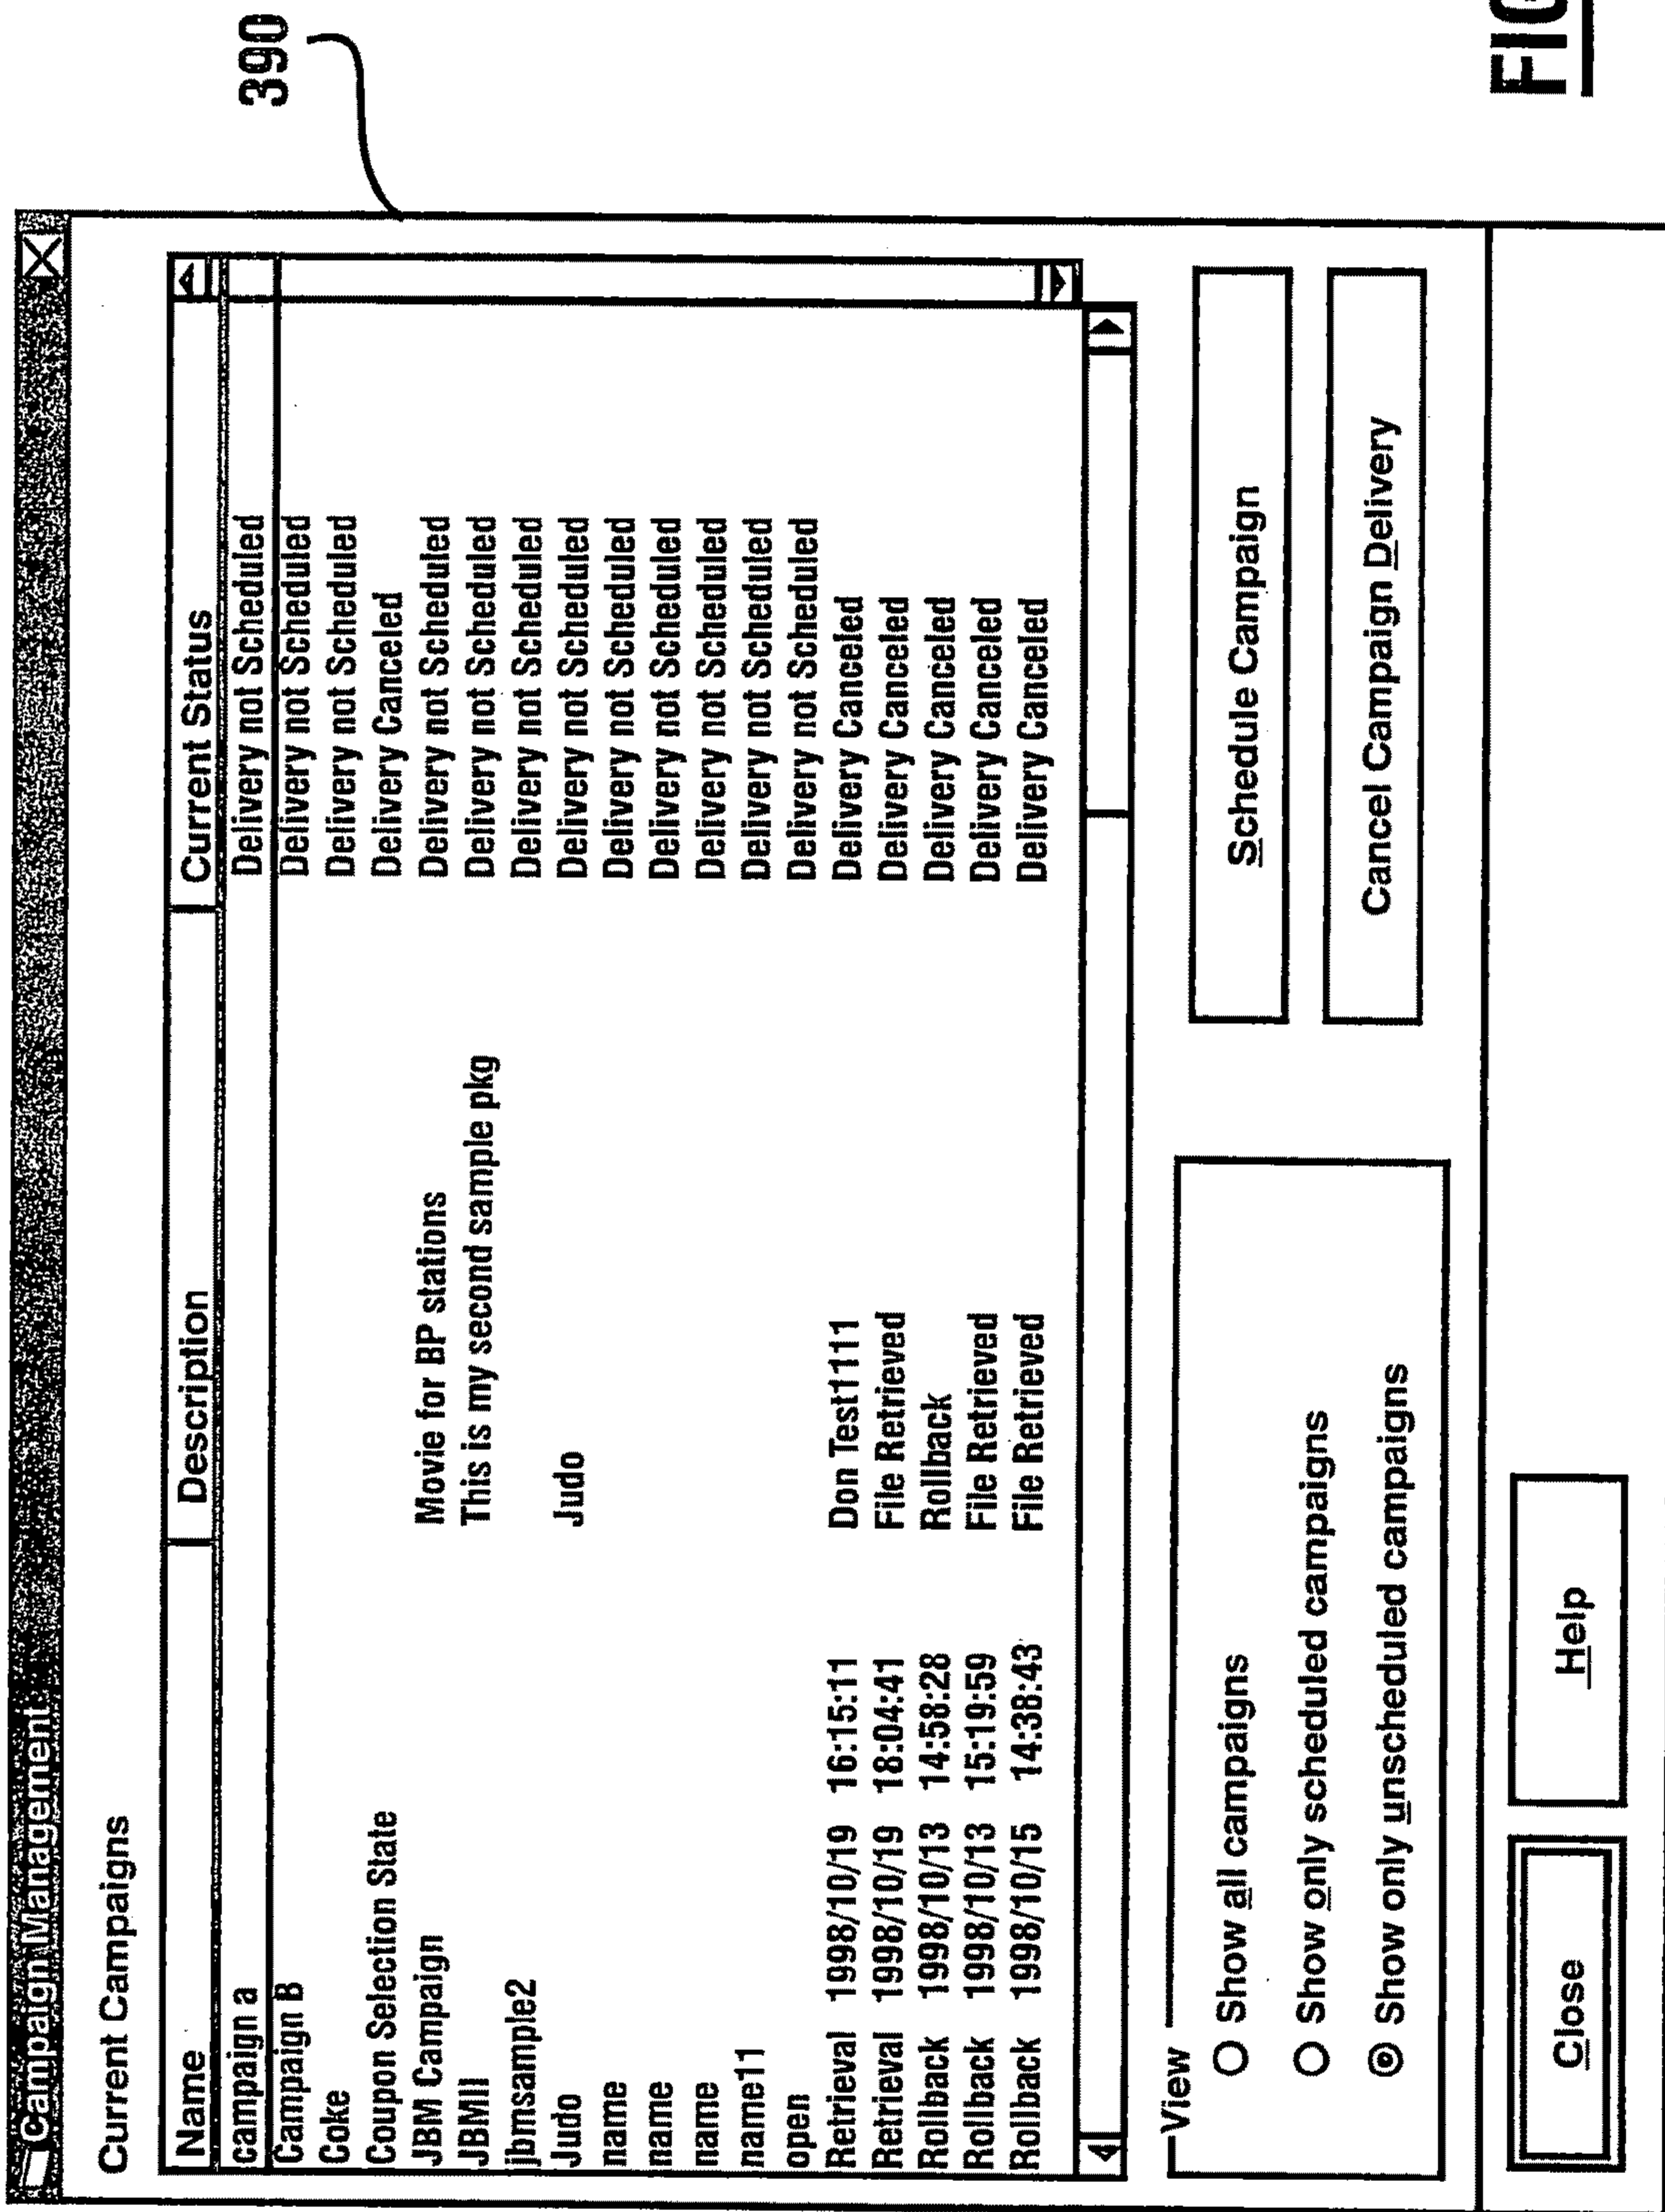 Campaign Management
Current Campaigns
Name Description Current Status
campaign a Delivery not Scheduled
Campaign B Delivery not Scheduled
Coke Delivery not Scheduled
Coupon Selection State Delivery Canceled
JBM Campaign Movie for BP stations Delivery not Scheduled
JBMII This is my second sample pkg Delivery not Scheduled
jbmsample2 Delivery not Scheduled
Judo Judo Delivery not Scheduled
name Delivery not Scheduled
name Delivery not Scheduled
name Delivery not Scheduled
name11 Delivery not Scheduled
open Delivery not Scheduled
Retrieval 1998/10/19 16:15:11 Don Test1111 Delivery Canceled
Retrieval 1998/10/19 18:04:41 File Retrieved Delivery Canceled
Rollback 1998/10/13 14:58:28 Rollback Delivery Canceled
Rollback 1998/10/13 15:19:59 File Retrieved Delivery Canceled
Rollback 1998/10/15 14:38:43 File Retrieved Delivery Canceled
View
Show all campaigns
Show only scheduled campaigns
Show only unscheduled campaigns
Schedule Campaign
Cancel Campaign Delivery
Close
Help
390